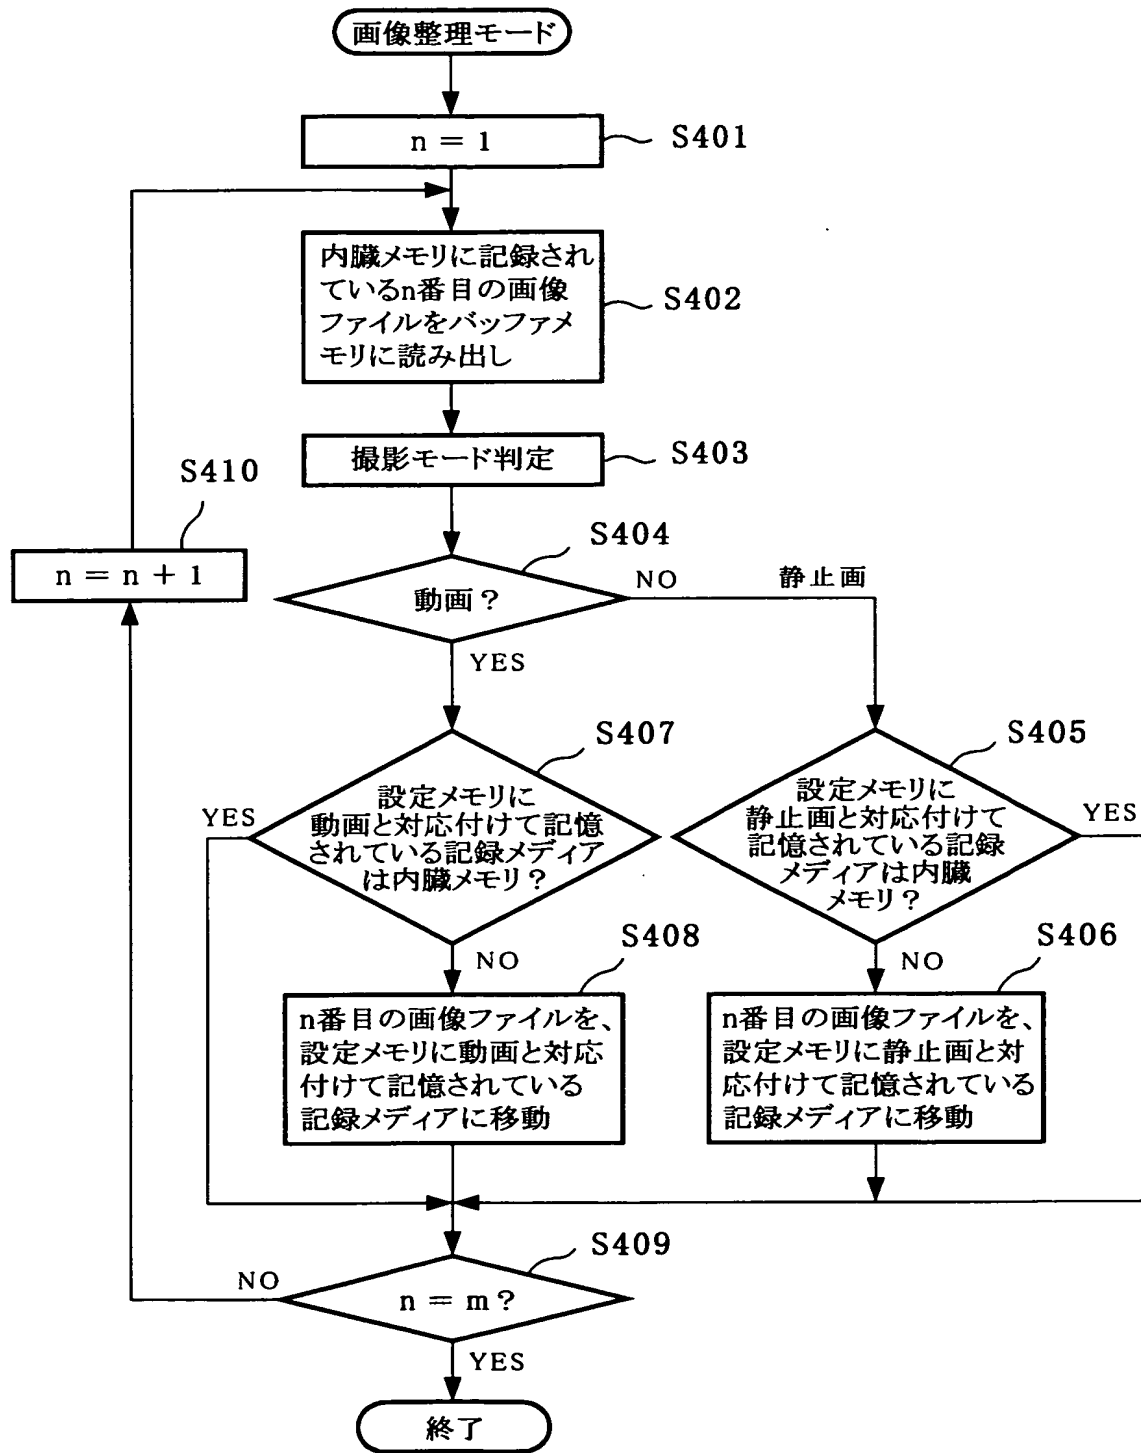 画像整理モード
n = 1
S401
内臓メモリに記録され
ているn番目の画像
ファイルをバッファメ
モリに読み出し
S402
撮影モード判定
S403
S410
n = n + 1
S404
動画?
NO
静止画
YES
S407
設定メモリに
動画と対応付けて記憶
されている記録メディア
は内臓メモリ?
YES
NO
S405
設定メモリに
静止画と対応付けて
記憶されている記録
メディアは内臓
メモリ?
YES
NO
S408
n番目の画像ファイルを、
設定メモリに動画と対応
付けて記憶されている
記録メディアに移動
S406
n番目の画像ファイルを、
設定メモリに静止画と対
応付けて記憶されている
記録メディアに移動
S409
n = m?
NO
YES
終了